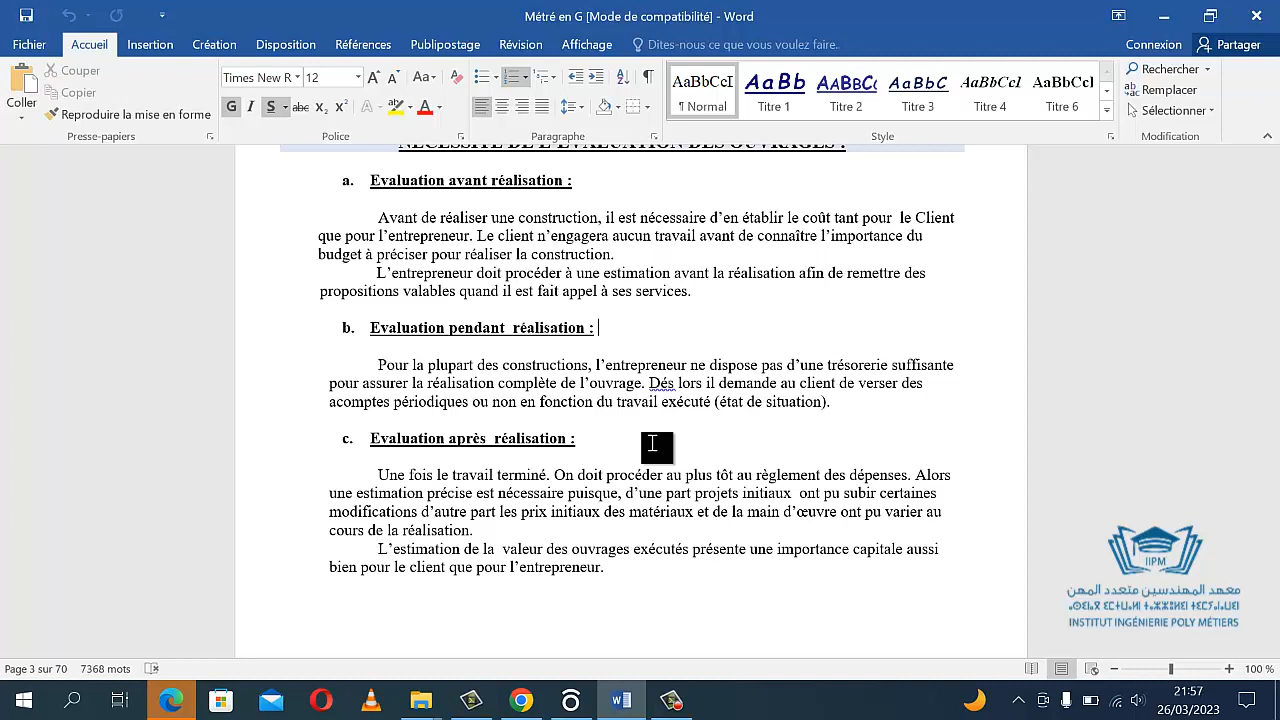 Métré en G [Mode de compatibilité] - Word
Fichier Accueil Insertion Création Disposition Références Publipostage Révision Affichage Dites-nous ce que vous voulez faire.. Connexion Partager
Coller
Couper
Copier
Reproduire la mise en forme
Presse-papiers
Times New R 12
G I S abc X₂ X²
Police
Paragraphe
AaBbCcI AaBb AABBCc AaBbC AaBbCcI AaBbCcI
¶ Normal Titre 1 Titre 2 Titre 3 Titre 4 Titre 6
Style
Rechercher
Remplacer
Sélectionner
Modification
NECESSITE DE L'EVALUATION DES OUVRAGES :
a. Evaluation avant réalisation :
Avant de réaliser une construction, il est nécessaire d'en établir le coût tant pour le Client
que pour l'entrepreneur. Le client n'engagera aucun travail avant de connaître l'importance du
budget à préciser pour réaliser la construction.
L'entrepreneur doit procéder à une estimation avant la réalisation afin de remettre des
propositions valables quand il est fait appel à ses services.
b. Evaluation pendant réalisation :
Pour la plupart des constructions, l'entrepreneur ne dispose pas d'une trésorerie suffisante
pour assurer la réalisation complète de l'ouvrage. Dés lors il demande au client de verser des
acomptes périodiques ou non en fonction du travail exécuté (état de situation).
c. Evaluation après réalisation :
Une fois le travail terminé. On doit procéder au plus tôt au règlement des dépenses. Alors
une estimation précise est nécessaire puisque, d'une part projets initiaux ont pu subir certaines
modifications d'autre part les prix initiaux des matériaux et de la main d'œuvre ont pu varier au
cours de la réalisation.
L'estimation de la valeur des ouvrages exécutés présente une importance capitale aussi
bien pour le client que pour l'entrepreneur.
IIPM
معهد المهندسين متعدد المهن
INSTITUT INGÉNIERIE POLY MÉTIERS
Page 3 sur 70 7368 mots
100 %
21:57
26/03/2023